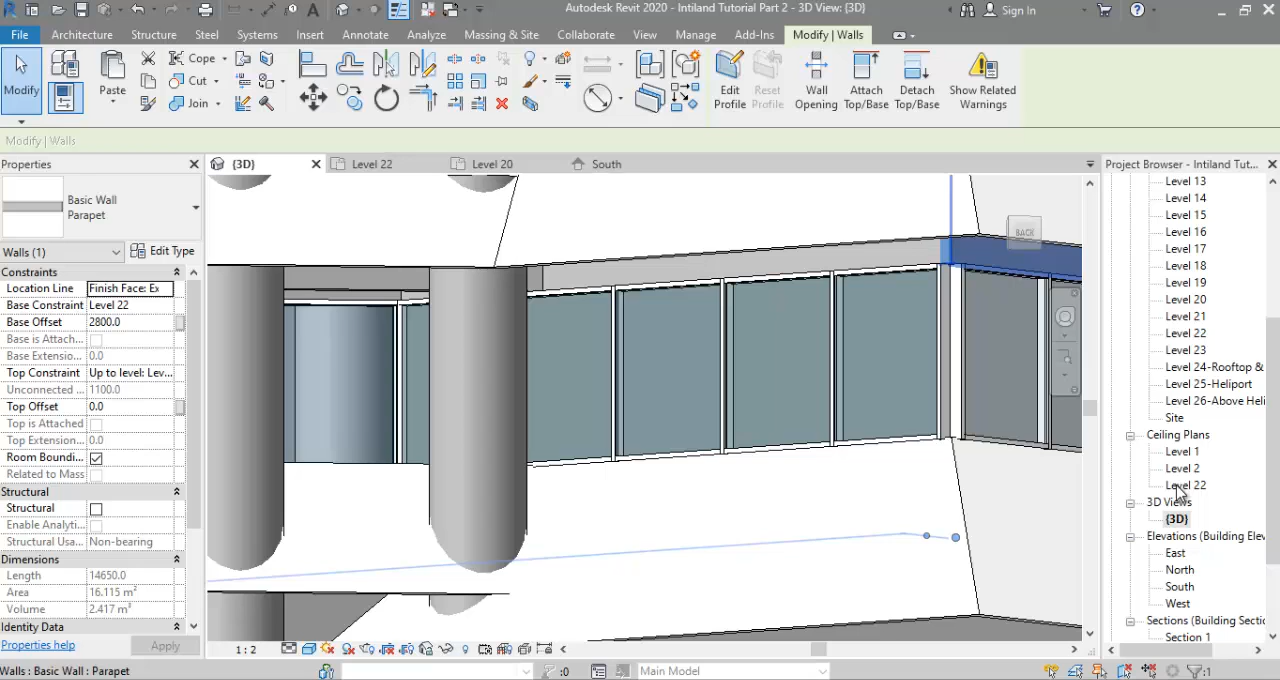 Autodesk Revit 2020 - Intiland Tutorial Part 2 - 3D View: {3D}
Sign In
File Architecture Structure Steel Systems Insert Annotate Analyze Massing & Site Collaborate View Manage Add-Ins Modify | Walls
Modify
Paste
Cope
Cut
Join
Edit Profile
Reset Profile
Wall Opening
Attach Top/Base
Detach Top/Base
Show Related Warnings
Modify | Walls
Properties
{3D}
Level 22
Level 20
South
Project Browser - Intiland Tut...
Basic Wall
Parapet
Walls (1)
Edit Type
Constraints
Location Line Finish Face: Ex
Base Constraint Level 22
Base Offset 2800.0
Base is Attach...
Base Extension... 0.0
Top Constraint Up to level: Lev...
Unconnected ... 1100.0
Top Offset 0.0
Top is Attached
Top Extension... 0.0
Room Boundi...
Related to Mass
Structural
Structural
Enable Analyti...
Structural Usa... Non-bearing
Dimensions
Length 14650.0
Area 16.115 m²
Volume 2.417 m³
Identity Data
Properties help
Apply
BACK
Level 13
Level 14
Level 15
Level 16
Level 17
Level 18
Level 19
Level 20
Level 21
Level 22
Level 23
Level 24-Rooftop &
Level 25-Heliport
Level 26-Above Heli
Site
Ceiling Plans
Level 1
Level 2
Level 22
3D Views
{3D}
Elevations (Building Elev
East
North
South
West
Sections (Building Sectio
Section 1
1 : 2
Walls : Basic Wall : Parapet
:0
Main Model
:1